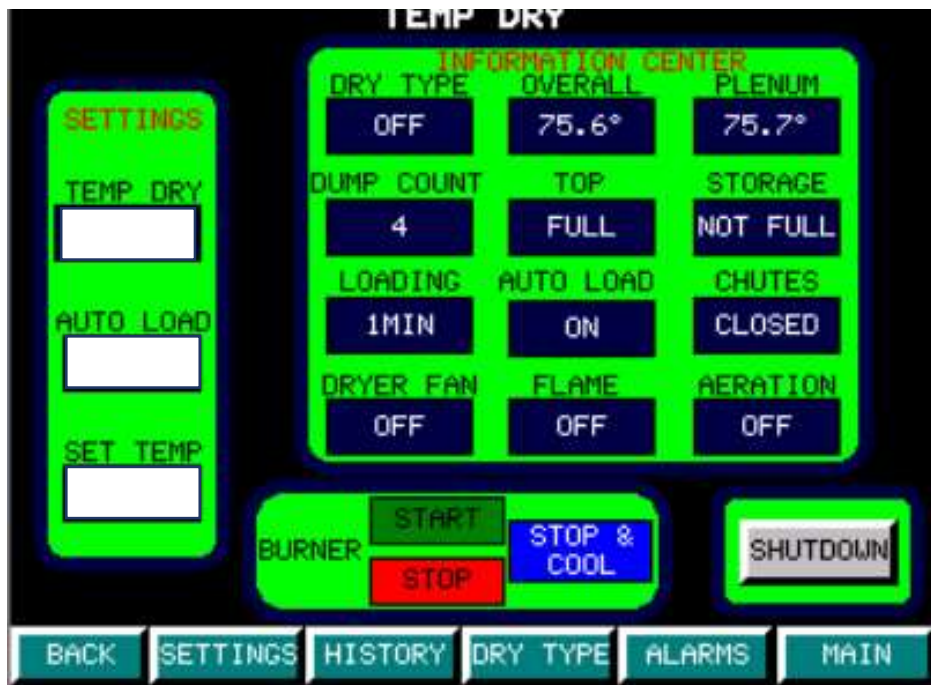 TEMP DRY
SETTINGS
TEMP DRY
AUTO LOAD
SET TEMP
INFORMATION CENTER
DRY TYPE OVERALL PLENUM
OFF 75.6° 75.7°
DUMP COUNT TOP STORAGE
4 FULL NOT FULL
LOADING AUTO LOAD CHUTES
1MIN ON CLOSED
DRYER FAN FLAME AERATION
OFF OFF OFF
BURNER
START
STOP
STOP &
COOL
SHUTDOWN
BACK SETTINGS HISTORY DRY TYPE ALARMS MAIN